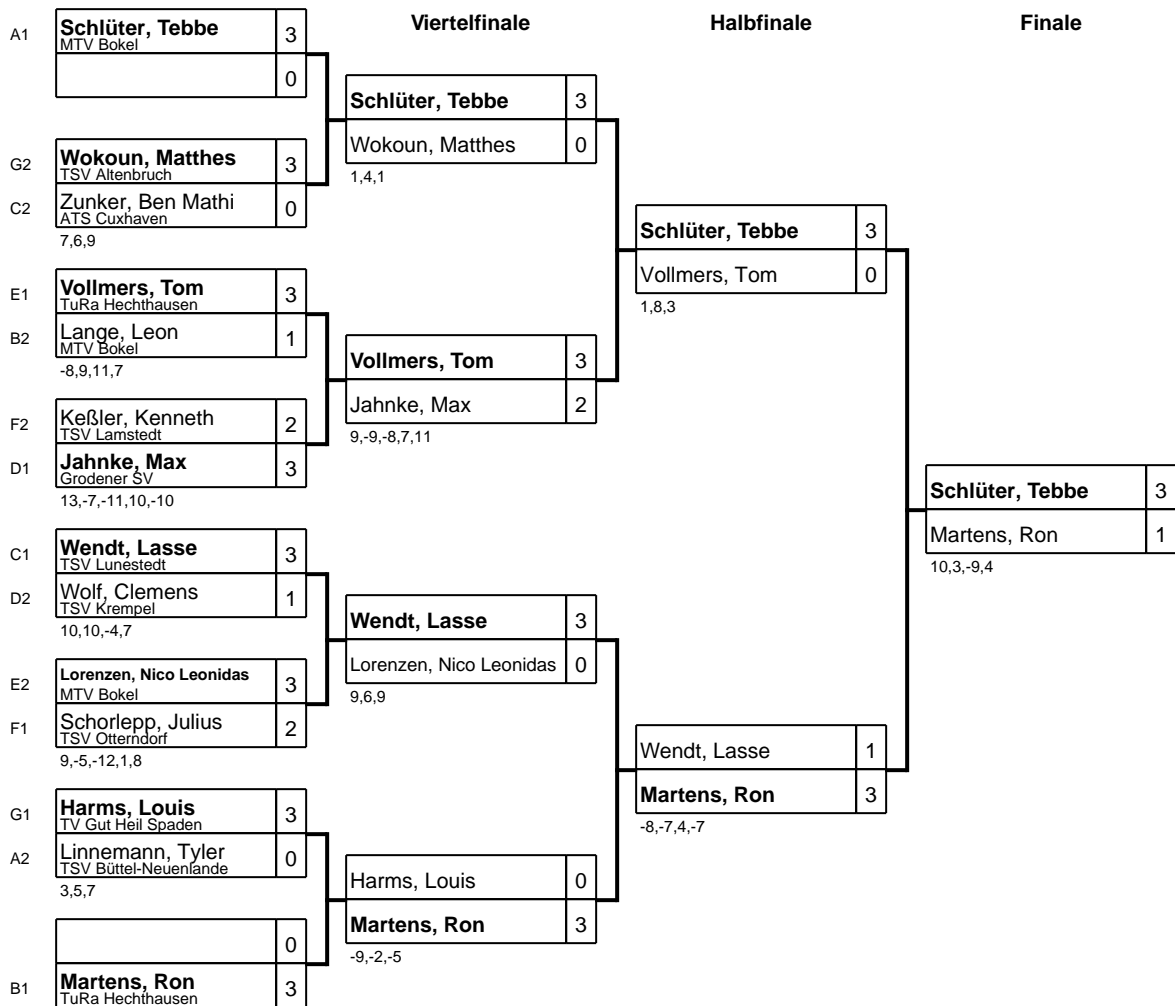 Viertelfinale
Halbfinale
Finale
A1
Schlüter, Tebbe
MTV Bokel
3
0
G2
Wokoun, Matthes
TSV Altenbruch
3
C2
Zunker, Ben Mathi
ATS Cuxhaven
0
7,6,9
E1
Vollmers, Tom
TuRa Hechthausen
3
B2
Lange, Leon
MTV Bokel
1
-8,9,11,7
F2
Keßler, Kenneth
TSV Lamstedt
2
D1
Jahnke, Max
Grodener SV
3
13,-7,-11,10,-10
C1
Wendt, Lasse
TSV Lunestedt
3
D2
Wolf, Clemens
TSV Krempel
1
10,10,-4,7
E2
Lorenzen, Nico Leonidas
MTV Bokel
3
F1
Schorlepp, Julius
TSV Otterndorf
2
9,-5,-12,1,8
G1
Harms, Louis
TV Gut Heil Spaden
3
A2
Linnemann, Tyler
TSV Büttel-Neuenlande
0
3,5,7
0
B1
Martens, Ron
TuRa Hechthausen
3
Schlüter, Tebbe
3
Wokoun, Matthes
0
1,4,1
Vollmers, Tom
3
Jahnke, Max
2
9,-9,-8,7,11
Wendt, Lasse
3
Lorenzen, Nico Leonidas
0
9,6,9
Harms, Louis
0
Martens, Ron
3
-9,-2,-5
Schlüter, Tebbe
3
Vollmers, Tom
0
1,8,3
Wendt, Lasse
1
Martens, Ron
3
-8,-7,4,-7
Schlüter, Tebbe
3
Martens, Ron
1
10,3,-9,4